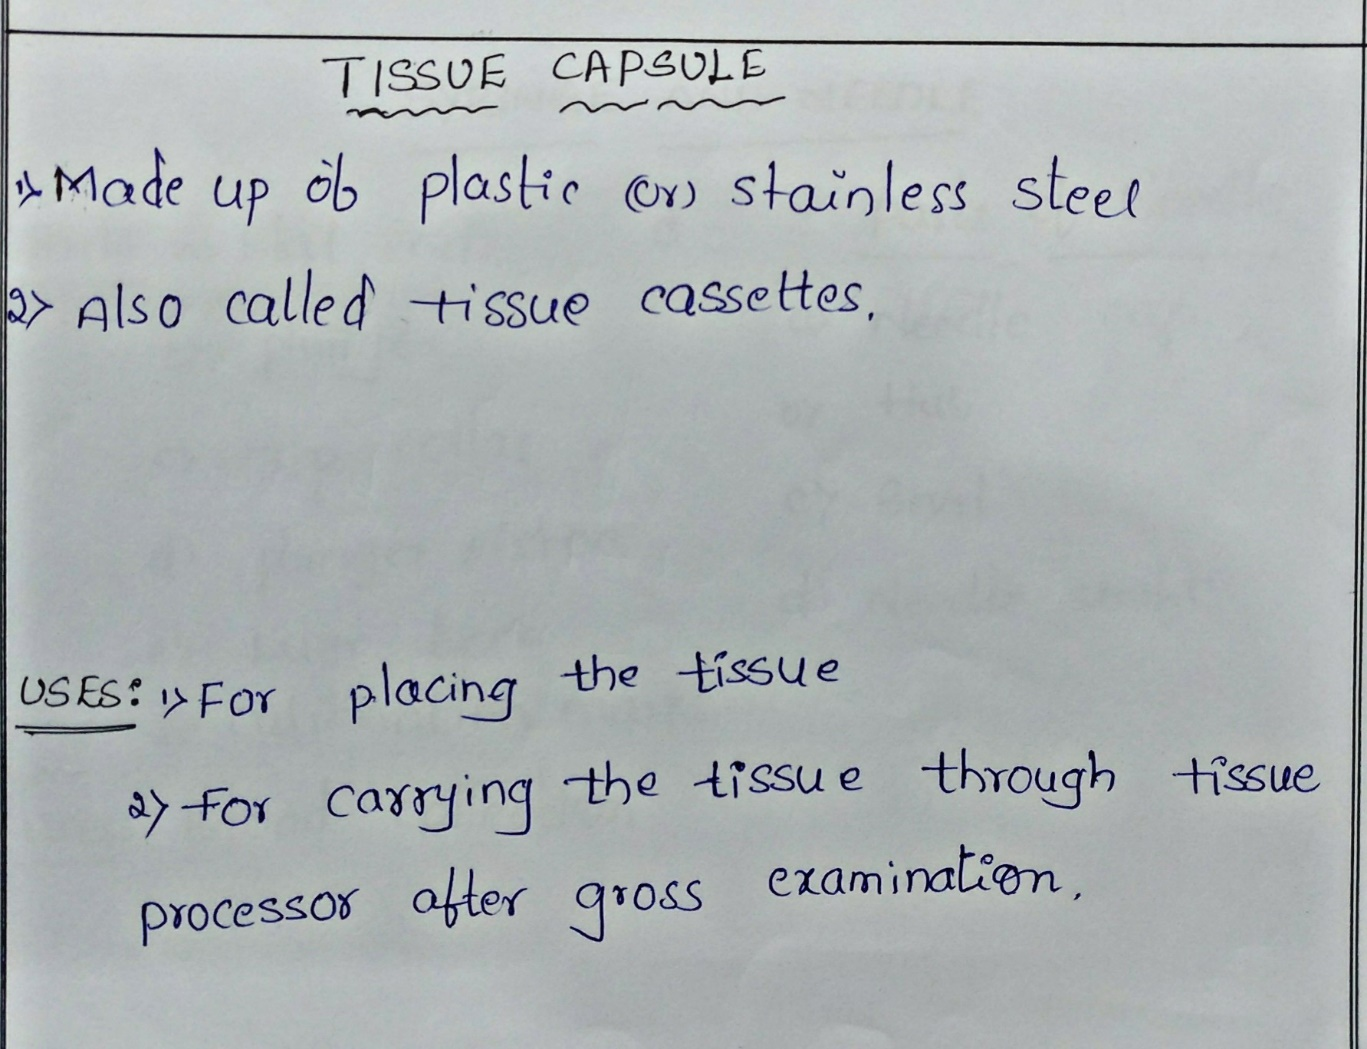 TISSUE CAPSULE
1> Made up of plastic (or) stainless steel
2> Also called tissue cassettes.
USES: 1> For placing the tissue
2> For carrying the tissue through tissue
processor after gross examination.